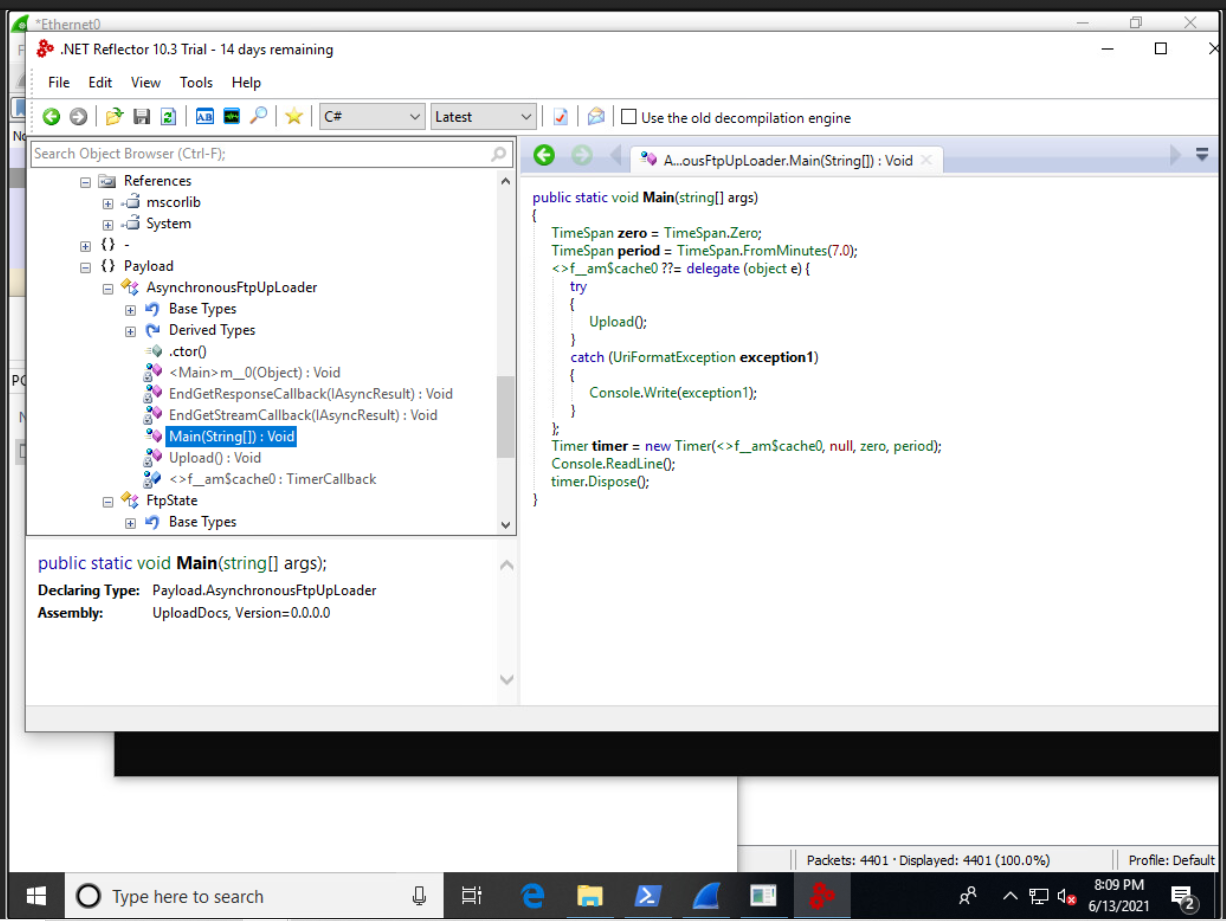 *Ethernet0
.NET Reflector 10.3 Trial - 14 days remaining
File Edit View Tools Help
C# Latest Use the old decompilation engine
Search Object Browser (Ctrl-F);
A...ousFtpUpLoader.Main(String[]) : Void
References
mscorlib
System
{} -
{} Payload
AsynchronousFtpUpLoader
Base Types
Derived Types
.ctor()
<Main>m__0(Object) : Void
EndGetResponseCallback(IAsyncResult) : Void
EndGetStreamCallback(IAsyncResult) : Void
Main(String[]) : Void
Upload() : Void
<>f__am$cache0 : TimerCallback
FtpState
Base Types
public static void Main(string[] args)
{
TimeSpan zero = TimeSpan.Zero;
TimeSpan period = TimeSpan.FromMinutes(7.0);
<>f__am$cache0 ??= delegate (object e) {
try
{
Upload();
}
catch (UriFormatException exception1)
{
Console.Write(exception1);
}
};
Timer timer = new Timer(<>f__am$cache0, null, zero, period);
Console.ReadLine();
timer.Dispose();
}
public static void Main(string[] args);
Declaring Type: Payload.AsynchronousFtpUpLoader
Assembly: UploadDocs, Version=0.0.0.0
Packets: 4401 · Displayed: 4401 (100.0%) Profile: Default
Type here to search
8:09 PM
6/13/2021
2